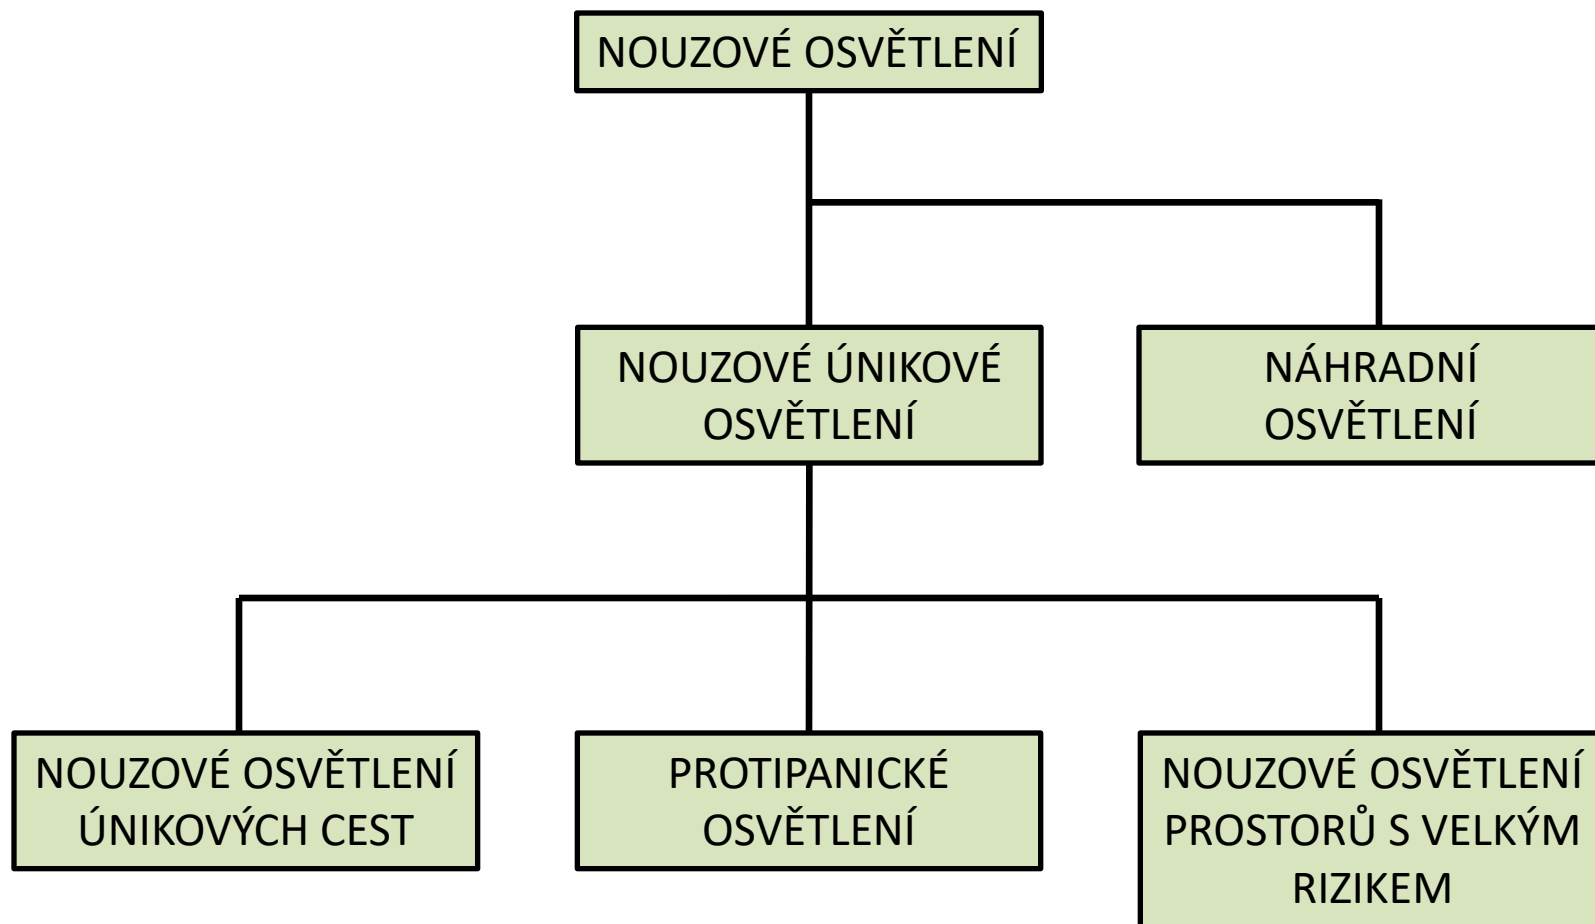 NOUZOVÉ OSVĚTLENÍ
NOUZOVÉ ÚNIKOVÉ
OSVĚTLENÍ
NÁHRADNÍ
OSVĚTLENÍ
NOUZOVÉ OSVĚTLENÍ
ÚNIKOVÝCH CEST
PROTIPANICKÉ
OSVĚTLENÍ
NOUZOVÉ OSVĚTLENÍ
PROSTORŮ S VELKÝM
RIZIKEM